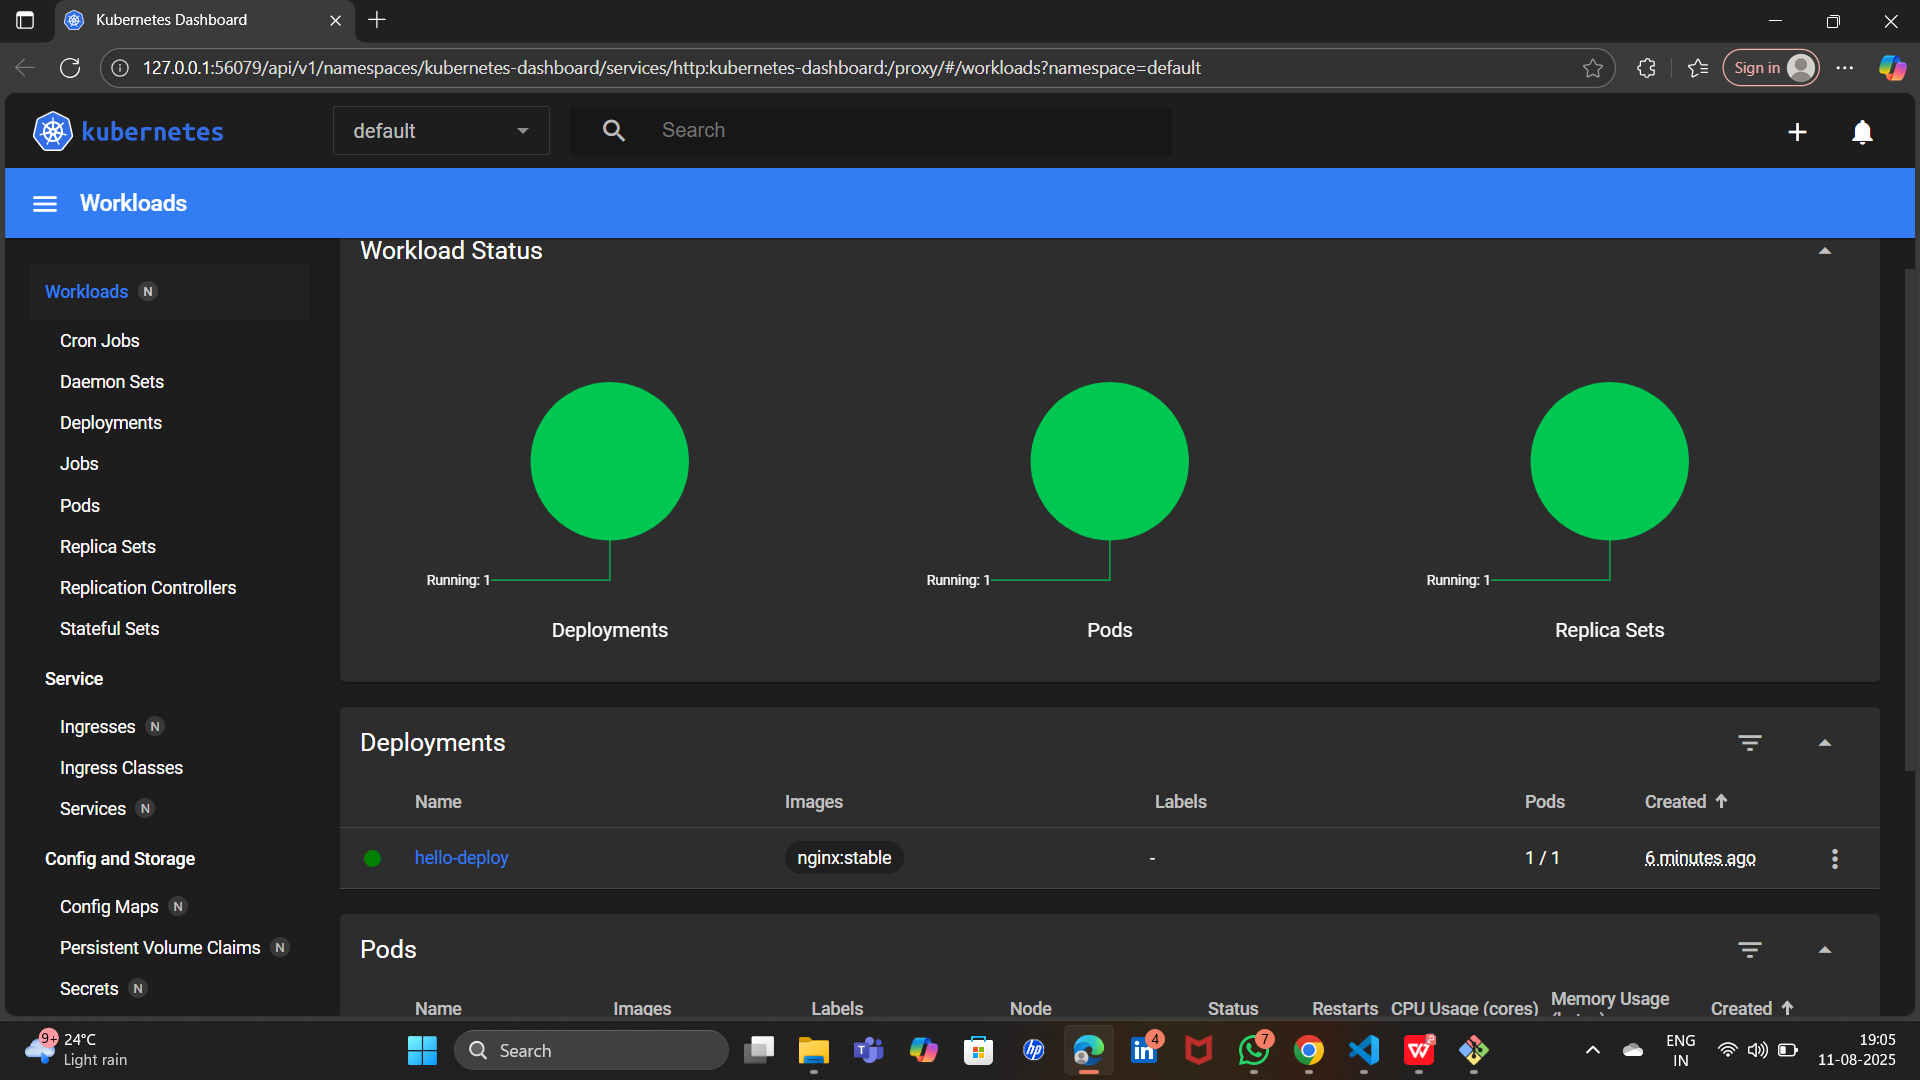 Kubernetes Dashboard
127.0.0.1:56079/api/v1/namespaces/kubernetes-dashboard/services/http:kubernetes-dashboard:/proxy/#/workloads?namespace=default
Sign in
kubernetes
default
Search
Workloads
Workload Status
Workloads N
Cron Jobs
Daemon Sets
Deployments
Jobs
Pods
Replica Sets
Replication Controllers
Stateful Sets
Service
Ingresses N
Ingress Classes
Services N
Config and Storage
Config Maps N
Persistent Volume Claims N
Secrets N
Running: 1
Running: 1
Running: 1
Deployments
Pods
Replica Sets
Deployments
Name Images Labels Pods Created
hello-deploy nginx:stable - 1 / 1 6 minutes ago
Pods
Name Images Labels Node Status Restarts CPU Usage (cores) Memory Usage Created
9+
24°C
Light rain
Search
4
7
ENG
IN
19:05
11-08-2025